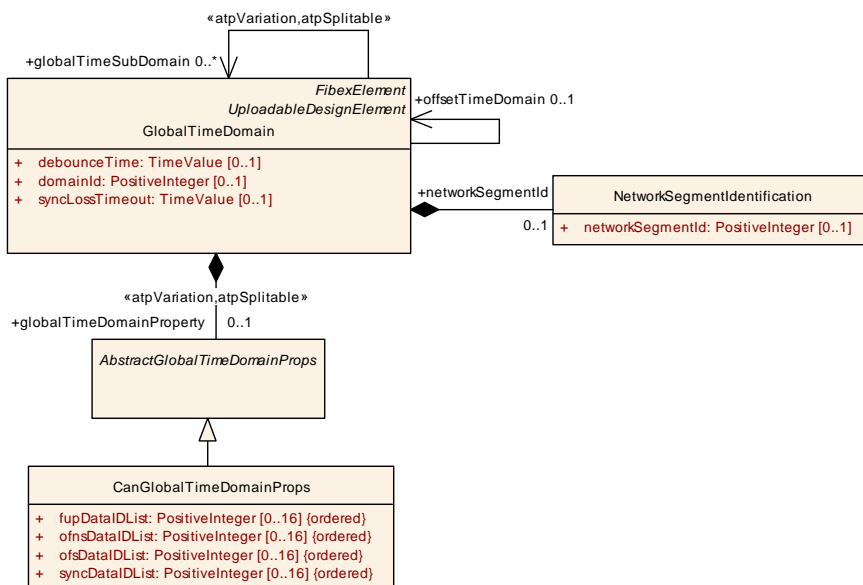 «atpVariation,atpSplitable»
+globalTimeSubDomain 0..*
FibexElement
UploadableDesignElement
GlobalTimeDomain
+ debounceTime: TimeValue [0..1]
+ domainId: PositiveInteger [0..1]
+ syncLossTimeout: TimeValue [0..1]
+offsetTimeDomain 0..1
+networkSegmentId
0..1
NetworkSegmentIdentification
+ networkSegmentId: PositiveInteger [0..1]
«atpVariation,atpSplitable»
+globalTimeDomainProperty 0..1
AbstractGlobalTimeDomainProps
CanGlobalTimeDomainProps
+ fupDataIDList: PositiveInteger [0..16] {ordered}
+ ofnsDataIDList: PositiveInteger [0..16] {ordered}
+ ofsDataIDList: PositiveInteger [0..16] {ordered}
+ syncDataIDList: PositiveInteger [0..16] {ordered}